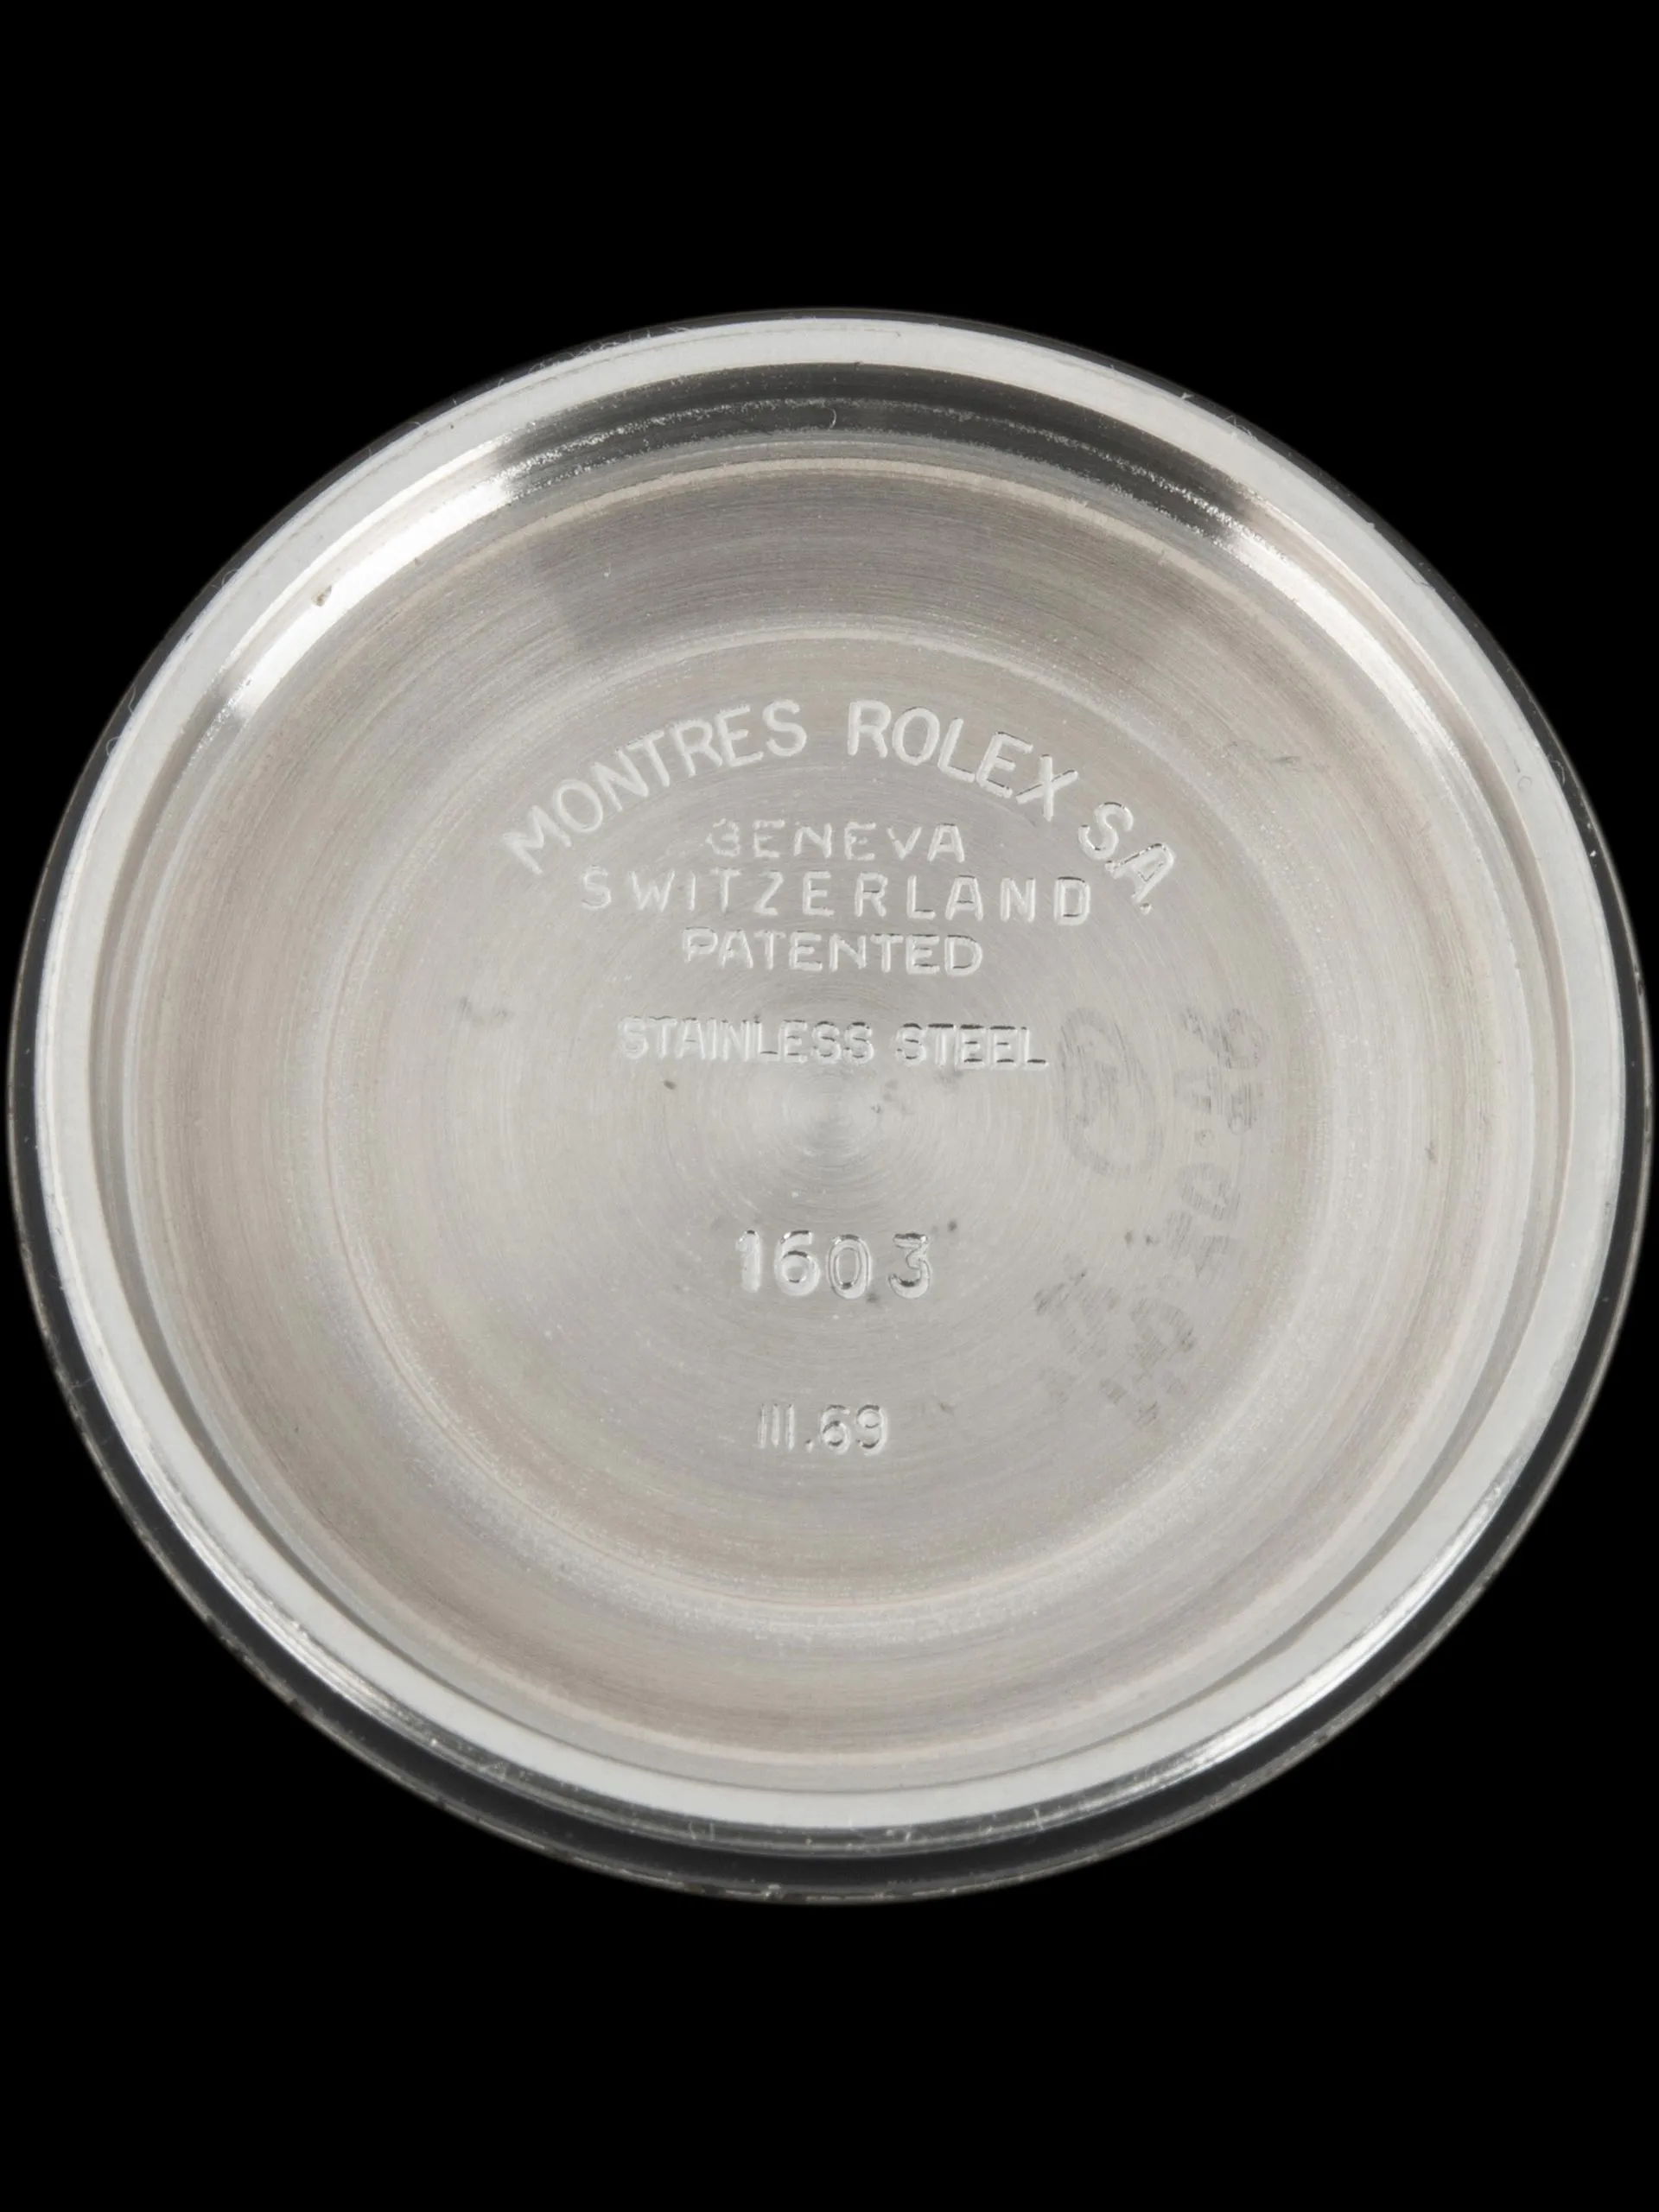 MONTRES ROLEX S.A.
GENEVA
SWITZERLAND
PATENTED
STAINLESS STEEL
1603
III.69